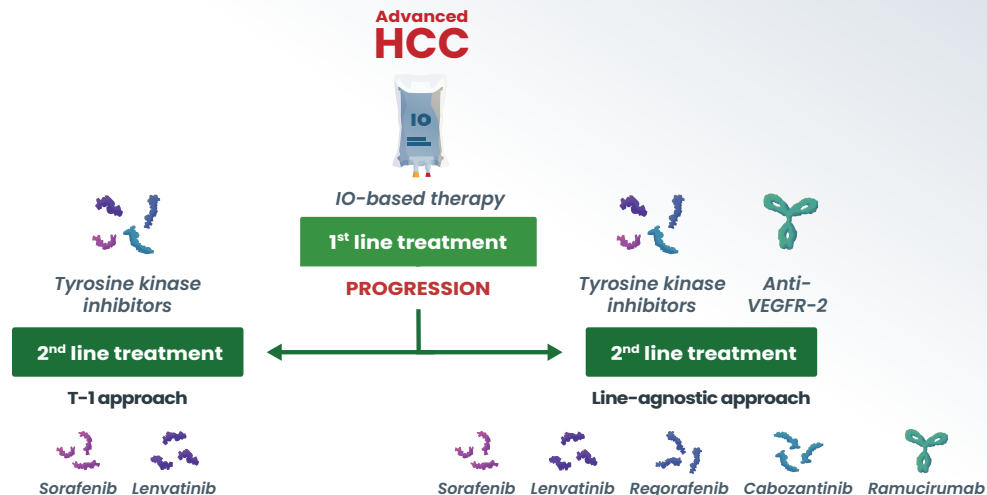 Advanced
HCC
IO
IO-based therapy
1st line treatment
PROGRESSION
Tyrosine kinase
inhibitors
2nd line treatment
T-1 approach
Sorafenib Lenvatinib
Tyrosine kinase
inhibitors
Anti-
VEGFR-2
2nd line treatment
Line-agnostic approach
Sorafenib Lenvatinib Regorafenib Cabozantinib Ramucirumab